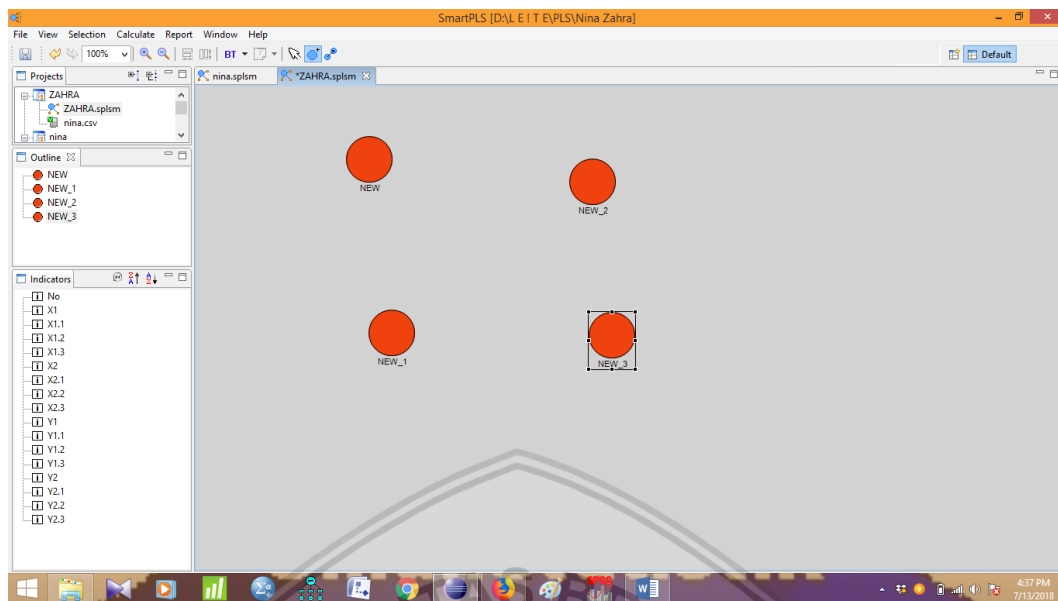 SmartPLS [D:\L E ! T E\PLS\Nina Zahra]
File View Selection Calculate Report Window Help
100% BT Default
Projects
ZAHRA
ZAHRA.splsm
nina.csv
nina
nina.splsm *ZAHRA.splsm
Outline
NEW
NEW_1
NEW_2
NEW_3
Indicators
No
X1
X1.1
X1.2
X1.3
X2
X2.1
X2.2
X2.3
Y1
Y1.1
Y1.2
Y1.3
Y2
Y2.1
Y2.2
Y2.3
NEW
NEW_2
NEW_1
NEW_3
SPSS
4:37 PM
7/13/2018